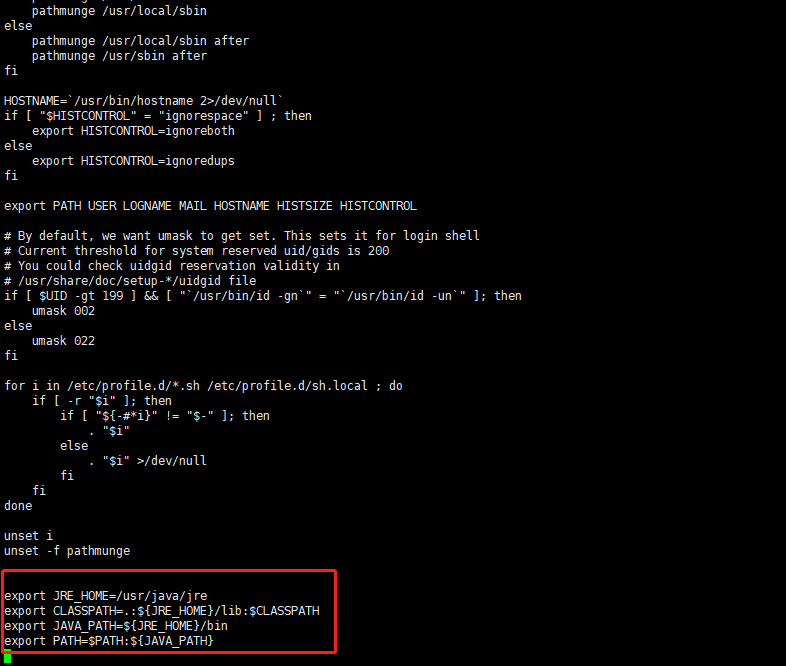 pathmunge /usr/local/sbin
else
    pathmunge /usr/local/sbin after
    pathmunge /usr/sbin after
fi

HOSTNAME=`/usr/bin/hostname 2>/dev/null`
if [ "$HISTCONTROL" = "ignorespace" ] ; then
    export HISTCONTROL=ignoreboth
else
    export HISTCONTROL=ignoredups
fi

export PATH USER LOGNAME MAIL HOSTNAME HISTSIZE HISTCONTROL

# By default, we want umask to get set. This sets it for login shell
# Current threshold for system reserved uid/gids is 200
# You could check uidgid reservation validity in
# /usr/share/doc/setup-*/uidgid file
if [ $UID -gt 199 ] && [ "`/usr/bin/id -gn`" = "`/usr/bin/id -un`" ]; then
    umask 002
else
    umask 022
fi

for i in /etc/profile.d/*.sh /etc/profile.d/sh.local ; do
    if [ -r "$i" ]; then
        if [ "${-#*i}" != "$-" ]; then
            . "$i"
        else
            . "$i" >/dev/null
        fi
    fi
done

unset i
unset -f pathmunge

export JRE_HOME=/usr/java/jre
export CLASSPATH=.:${JRE_HOME}/lib:$CLASSPATH
export JAVA_PATH=${JRE_HOME}/bin
export PATH=$PATH:${JAVA_PATH}